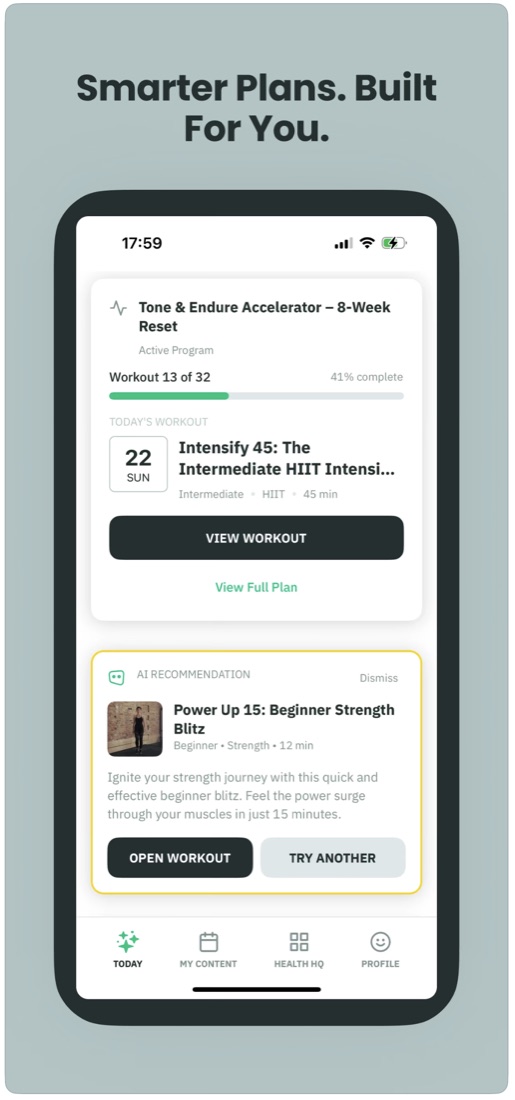 Smarter Plans. Built
For You.
17:59
Tone & Endure Accelerator – 8-Week
Reset
Active Program
Workout 13 of 32
41% complete
TODAY'S WORKOUT
22
SUN
Intensify 45: The
Intermediate HIIT Intensi...
Intermediate • HIIT • 45 min
VIEW WORKOUT
View Full Plan
AI RECOMMENDATION
Dismiss
Power Up 15: Beginner Strength
Blitz
Beginner • Strength • 12 min
Ignite your strength journey with this quick and
effective beginner blitz. Feel the power surge
through your muscles in just 15 minutes.
OPEN WORKOUT
TRY ANOTHER
TODAY
MY CONTENT
HEALTH HQ
PROFILE